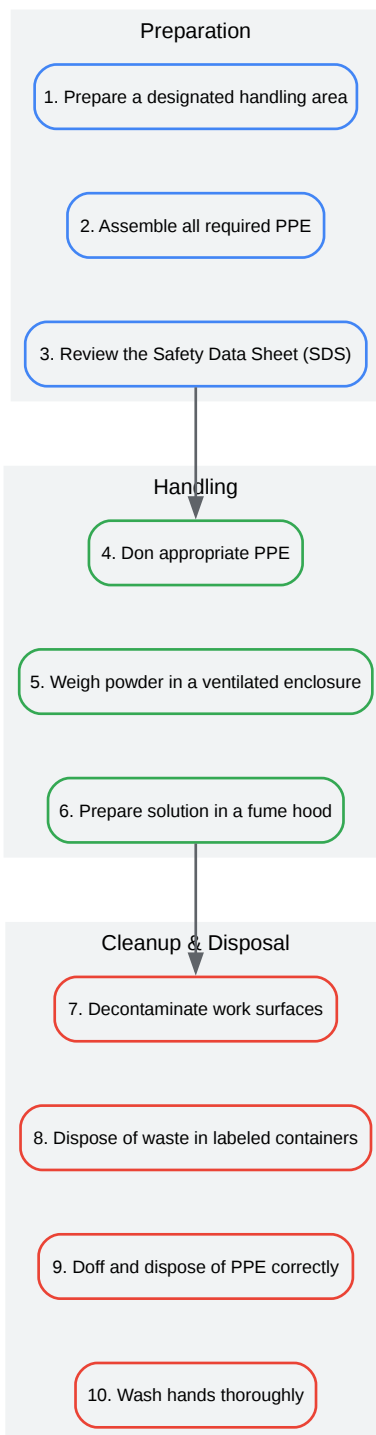 Preparation
1. Prepare a designated handling area
2. Assemble all required PPE
3. Review the Safety Data Sheet (SDS)
Handling
4. Don appropriate PPE
5. Weigh powder in a ventilated enclosure
6. Prepare solution in a fume hood
Cleanup & Disposal
7. Decontaminate work surfaces
8. Dispose of waste in labeled containers
9. Doff and dispose of PPE correctly
10. Wash hands thoroughly